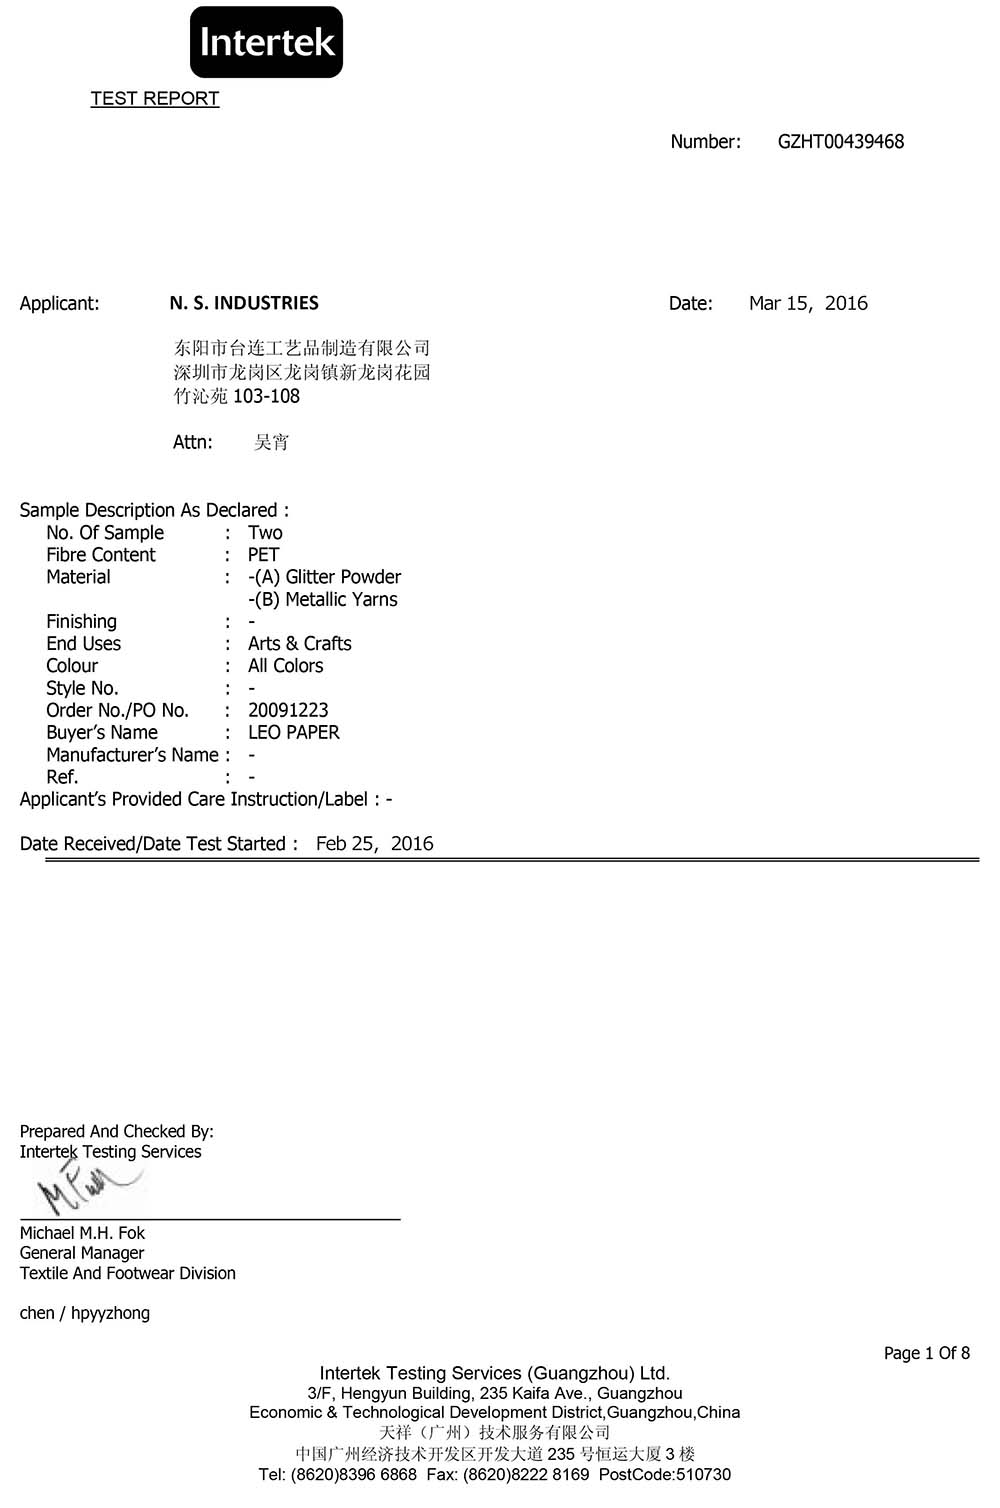 Intertek
TEST REPORT
Number: GZHT00439468
Applicant: N. S. INDUSTRIES Date: Mar 15, 2016
东阳市台连工艺品制造有限公司
深圳市龙岗区龙岗镇新龙岗花园
竹沁苑 103-108
Attn: 吴宵
Sample Description As Declared :
No. Of Sample : Two
Fibre Content : PET
Material : -(A) Glitter Powder
-(B) Metallic Yarns
Finishing : -
End Uses : Arts & Crafts
Colour : All Colors
Style No. : -
Order No./PO No. : 20091223
Buyer’s Name : LEO PAPER
Manufacturer’s Name : -
Ref. : -
Applicant’s Provided Care Instruction/Label : -
Date Received/Date Test Started : Feb 25, 2016
Prepared And Checked By:
Intertek Testing Services
Michael M.H. Fok
General Manager
Textile And Footwear Division
chen / hpyyzhong
Page 1 Of 8
Intertek Testing Services (Guangzhou) Ltd.
3/F, Hengyun Building, 235 Kaifa Ave., Guangzhou
Economic & Technological Development District,Guangzhou,China
天祥（广州）技术服务有限公司
中国广州经济技术开发区开发大道 235 号恒运大厦 3 楼
Tel: (8620)8396 6868 Fax: (8620)8222 8169 PostCode:510730